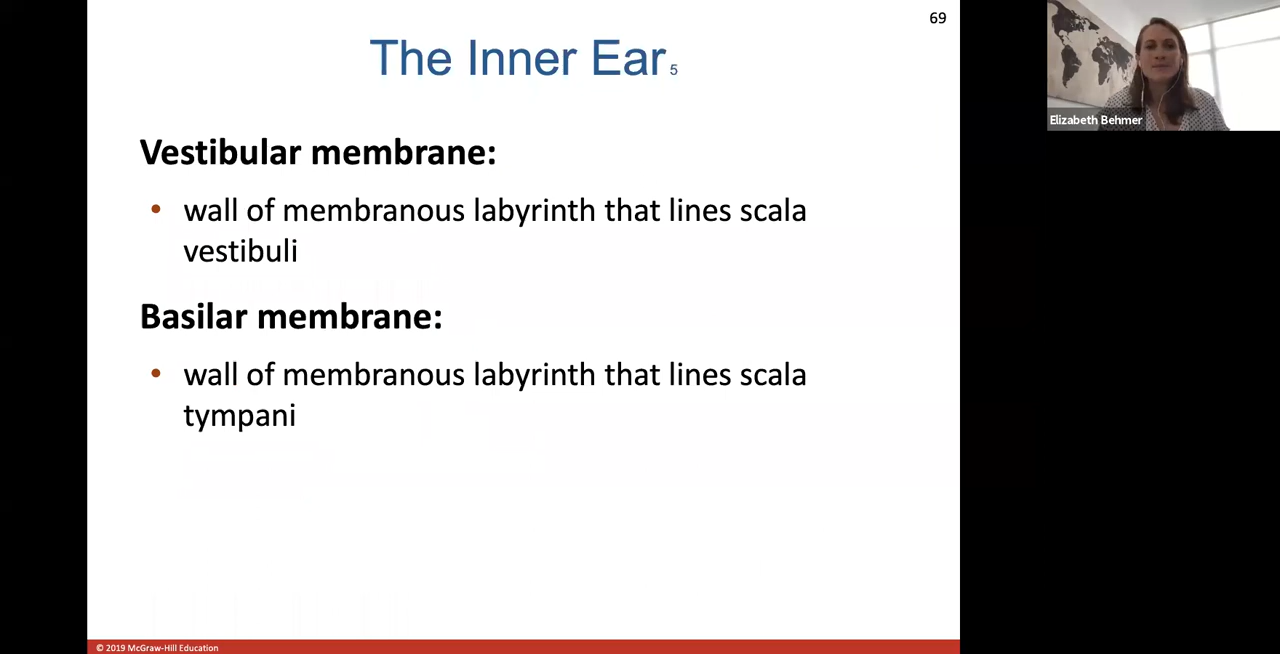 69
The Inner Ear 5
Elizabeth Behmer
Vestibular membrane:
• wall of membranous labyrinth that lines scala
vestibuli
Basilar membrane:
• wall of membranous labyrinth that lines scala
tympani
© 2019 McGraw-Hill Education